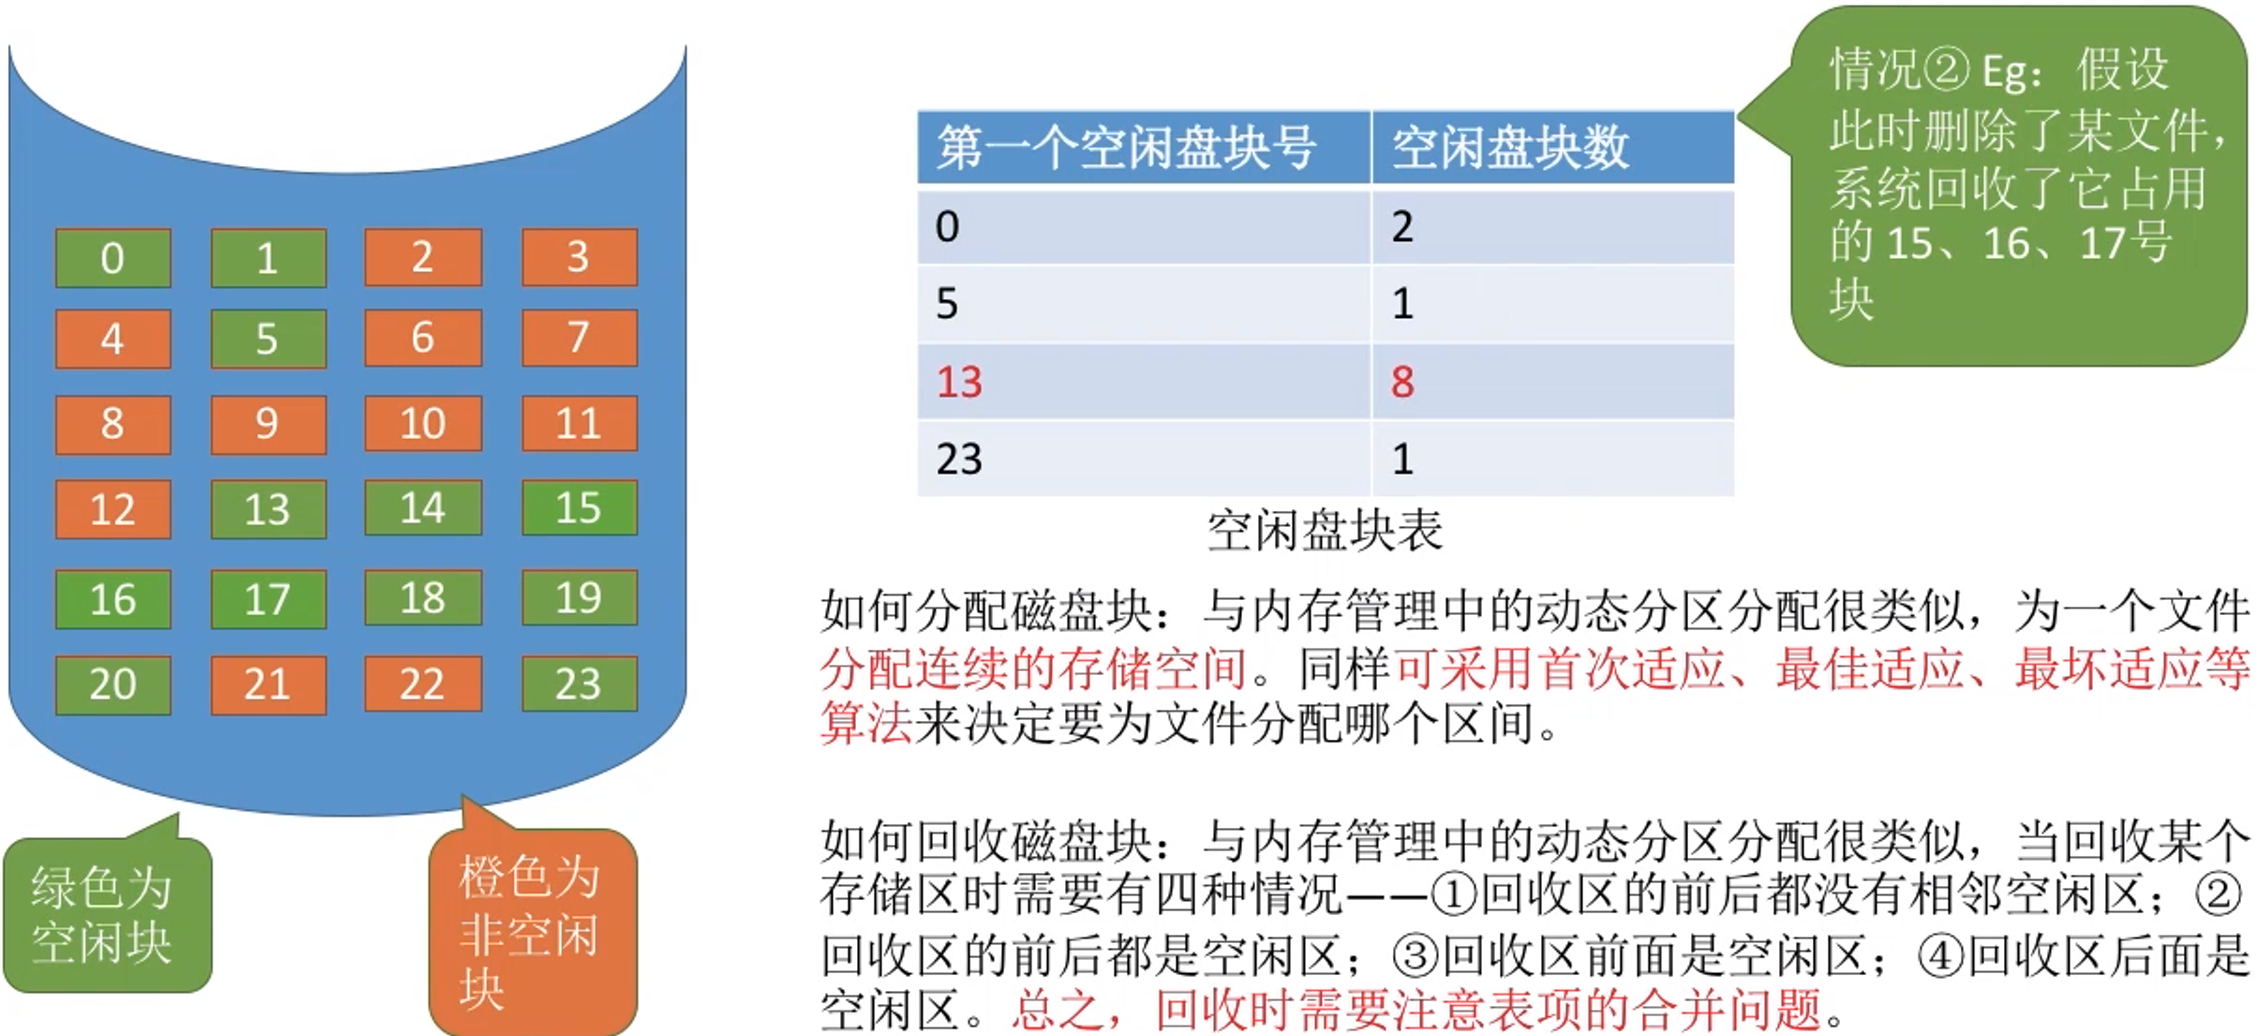 0 1 2 3
4 5 6 7
8 9 10 11
12 13 14 15
16 17 18 19
20 21 22 23
绿色为
空闲块
橙色为
非空闲
块
第一个空闲盘块号 空闲盘块数
0 2
5 1
13 8
23 1
空闲盘块表
情况② Eg：假设
此时删除了某文件，
系统回收了它占用
的 15、16、17号
块
如何分配磁盘块：与内存管理中的动态分区分配很类似，为一个文件
分配连续的存储空间。同样可采用首次适应、最佳适应、最坏适应等
算法来决定要为文件分配哪个区间。
如何回收磁盘块：与内存管理中的动态分区分配很类似，当回收某个
存储区时需要有四种情况——①回收区的前后都没有相邻空闲区；②
回收区的前后都是空闲区；③回收区前面是空闲区；④回收区后面是
空闲区。总之，回收时需要注意表项的合并问题。